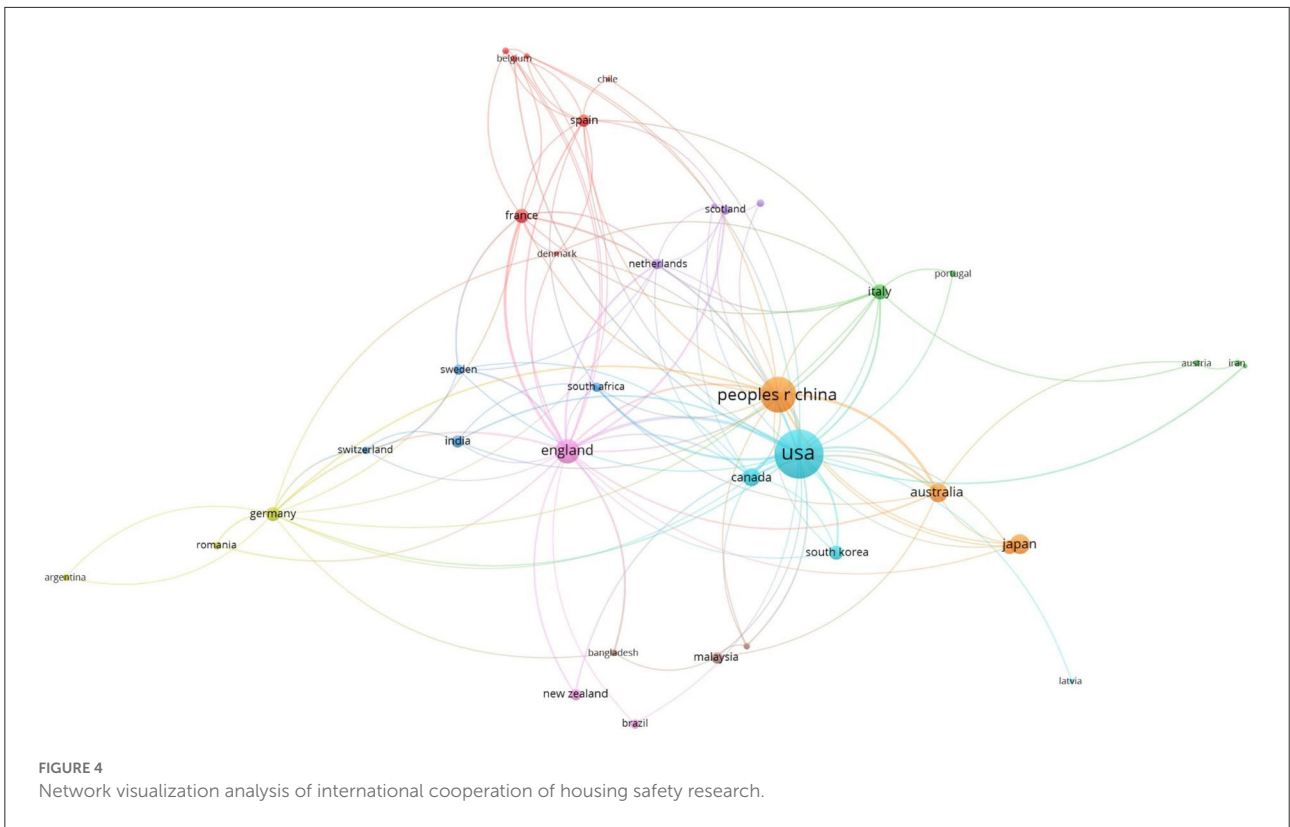 belgium
chile
spain
france
scotland
denmark
netherlands
italy
portugal
austria
iran
sweden
south africa
peoples r china
switzerland
india
england
usa
canada
australia
germany
romania
south korea
japan
argentina
bangladesh
malaysia
latvia
new zealand
brazil
FIGURE 4
Network visualization analysis of international cooperation of housing safety research.